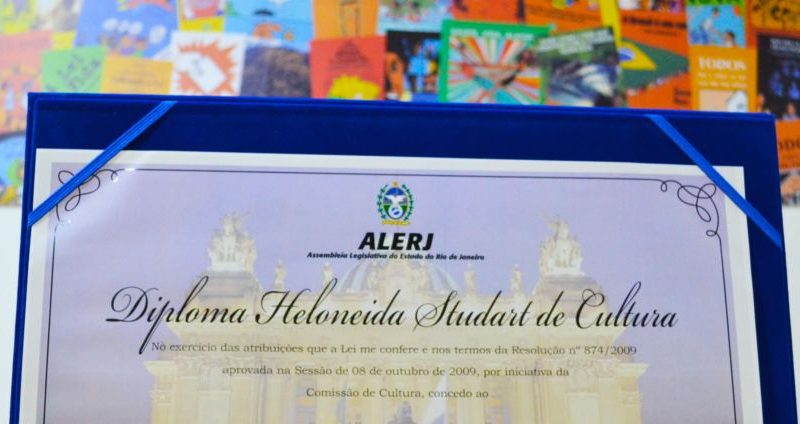 TODOS
ALERJ
Assembleia Legislativa do Estado do Rio de Janeiro
Diploma Heloneida Studart de Cultura
No exercício das atribuições que a Lei me confere e nos termos da Resolução nº 874/2009
aprovada na Sessão de 08 de outubro de 2009, por iniciativa da
Comissão de Cultura, concedo ao